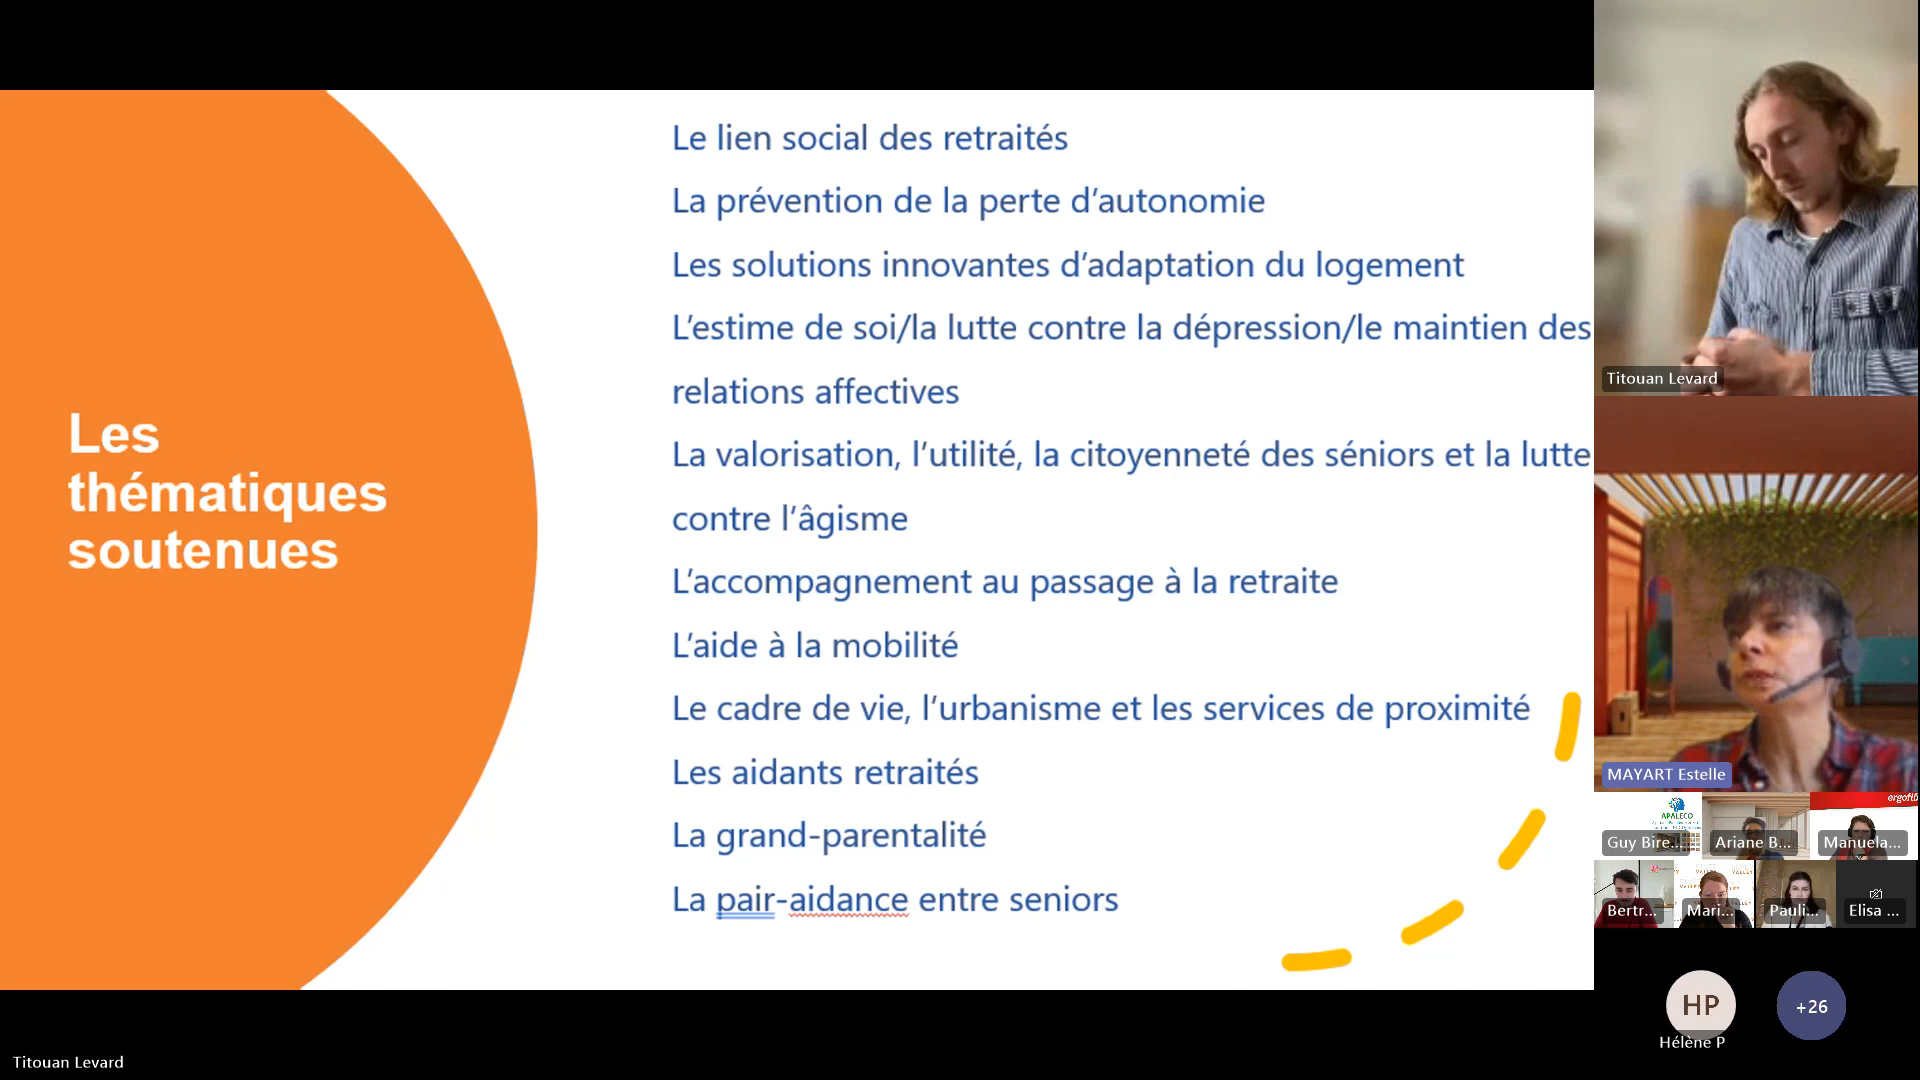 Les
thématiques
soutenues
Le lien social des retraités
La prévention de la perte d’autonomie
Les solutions innovantes d’adaptation du logement
L’estime de soi/la lutte contre la dépression/le maintien des
relations affectives
La valorisation, l’utilité, la citoyenneté des séniors et la lutte
contre l’âgisme
L’accompagnement au passage à la retraite
L’aide à la mobilité
Le cadre de vie, l’urbanisme et les services de proximité
Les aidants retraités
La grand-parentalité
La pair-aidance entre seniors
Titouan Levard
MAYART Estelle
APALECO
ergofib
Guy Bire...
Ariane B...
Manuela...
Bertr...
Mari...
Pauli...
Elisa ...
HP
+26
Hélène P
Titouan Levard